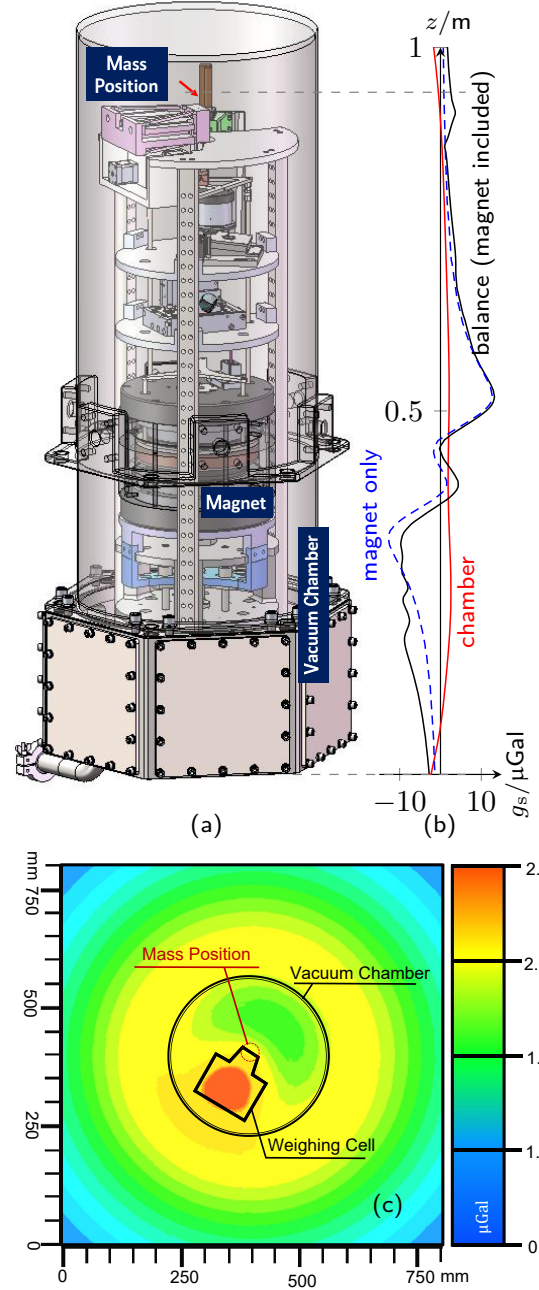 Mass
Position
Magnet
Vacuum Chamber
(a)
z/m
1
0.5
balance (magnet included)
magnet only
chamber
−10
10
g_s/µGal
(b)
mm
750
500
250
0
0
250
500
750 mm
Mass Position
Vacuum Chamber
Weighing Cell
(c)
2.
2.
1.
1.
0
µGal